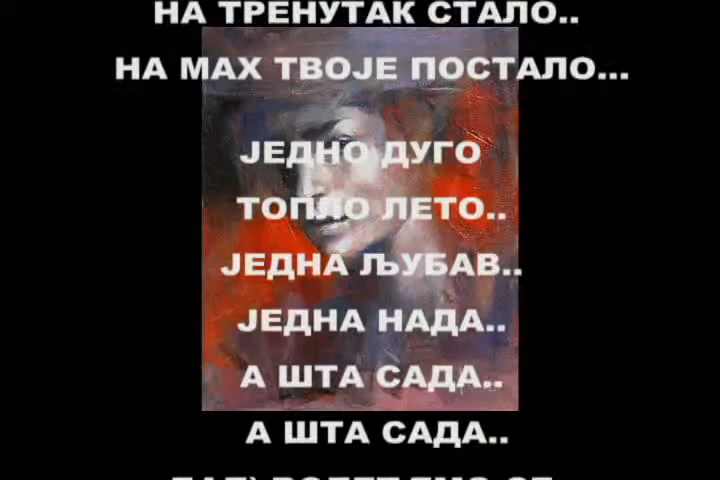 НА ТРЕНУТАК СТАЛО..
НА МАХ ТВОЈЕ ПОСТАЛО...
ЈЕДНО ДУГО
ТОПЛО ЛЕТО..
ЈЕДНА ЉУБАВ..
ЈЕДНА НАДА..
А ШТА САДА..
А ШТА САДА..